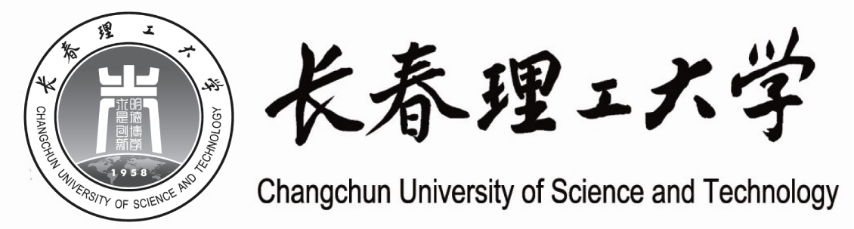 长春理工大学
明德博学
求是创新
1958
CHANGCHUN UNIVERSITY OF SCIENCE AND TECHNOLOGY
长春理工大学
Changchun University of Science and Technology